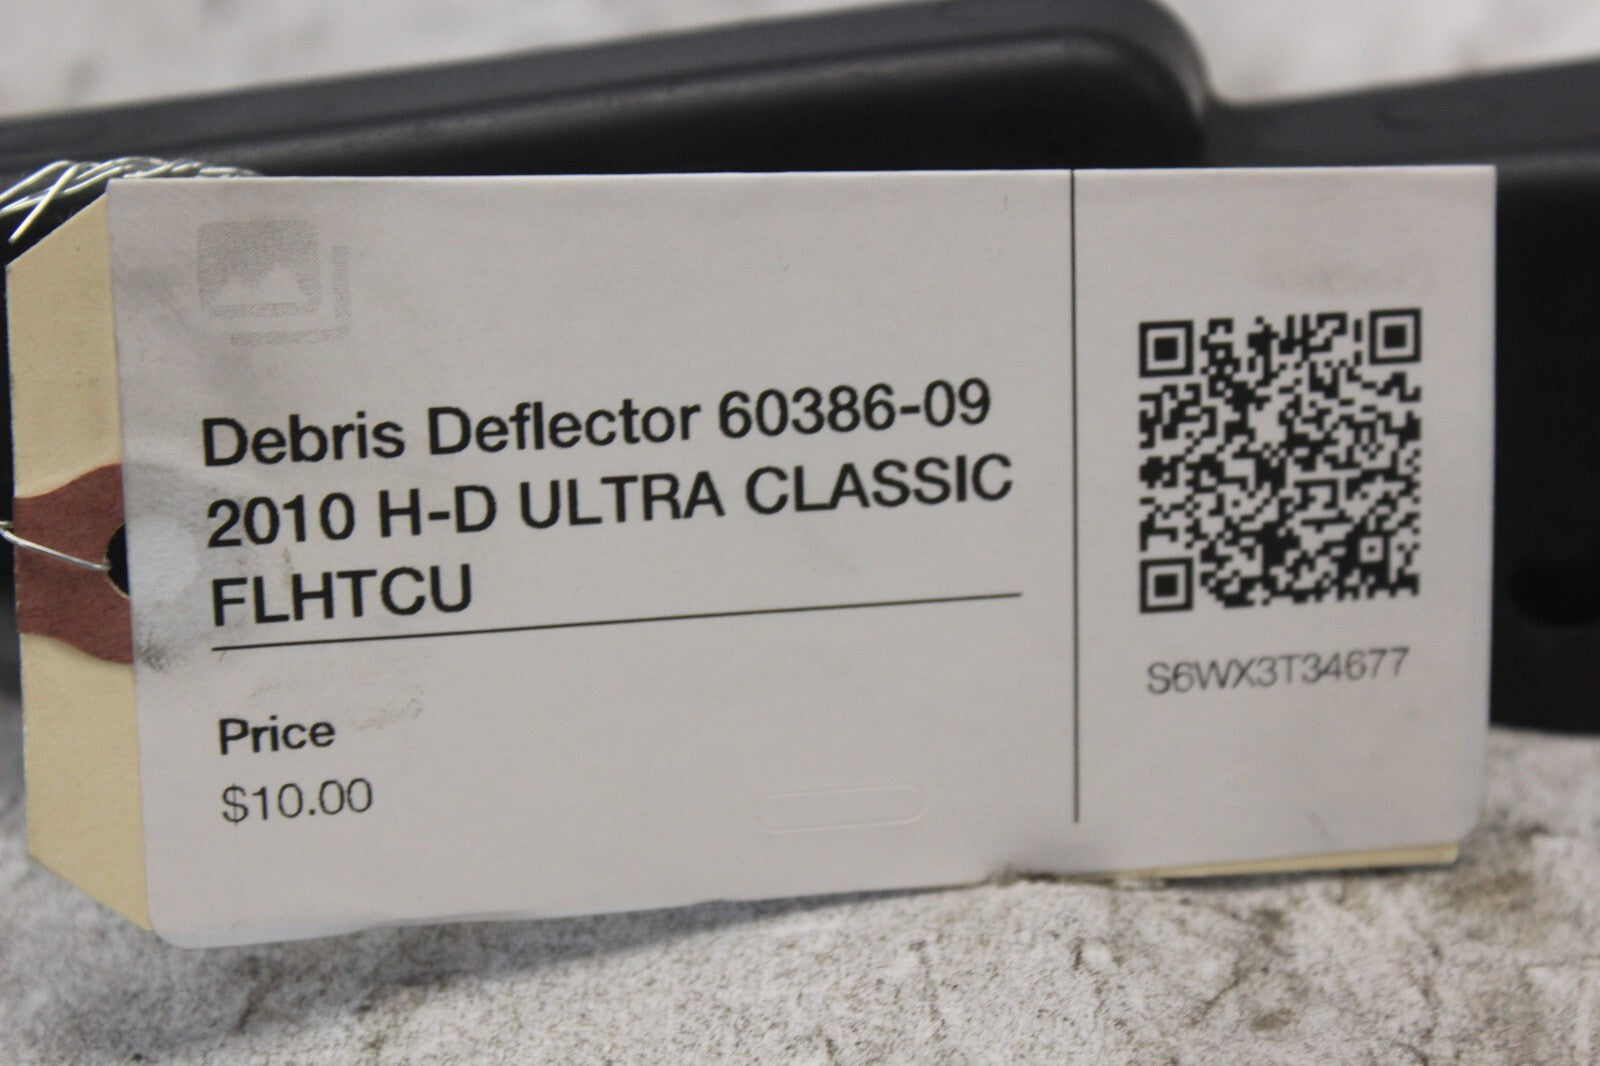 Debris Deflector 60386-09
2010 H-D ULTRA CLASSIC
FLHTCU
Price
$10.00
S6WX3T34677